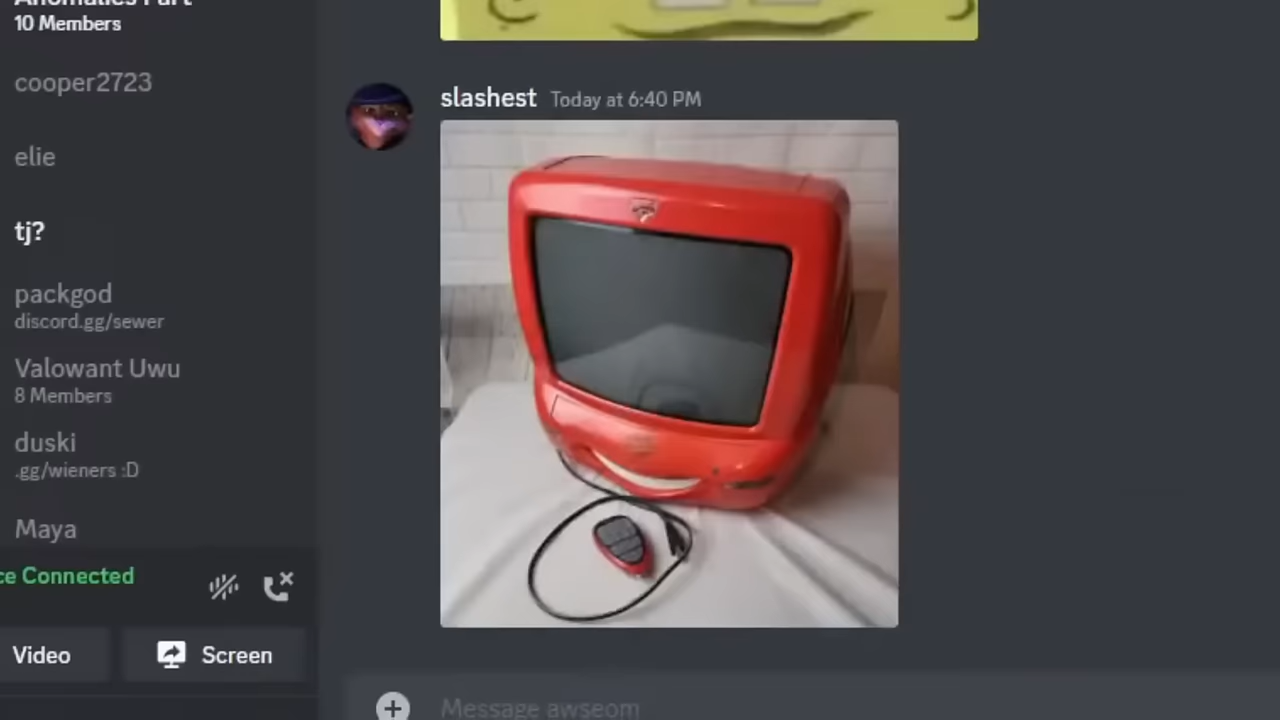 Anomalies Part
10 Members
cooper2723
elie
tj?
packgod
discord.gg/sewer
Valowant Uwu
8 Members
duski
.gg/wieners :D
Maya
ce Connected
Video
Screen
slashest Today at 6:40 PM
Message awseom